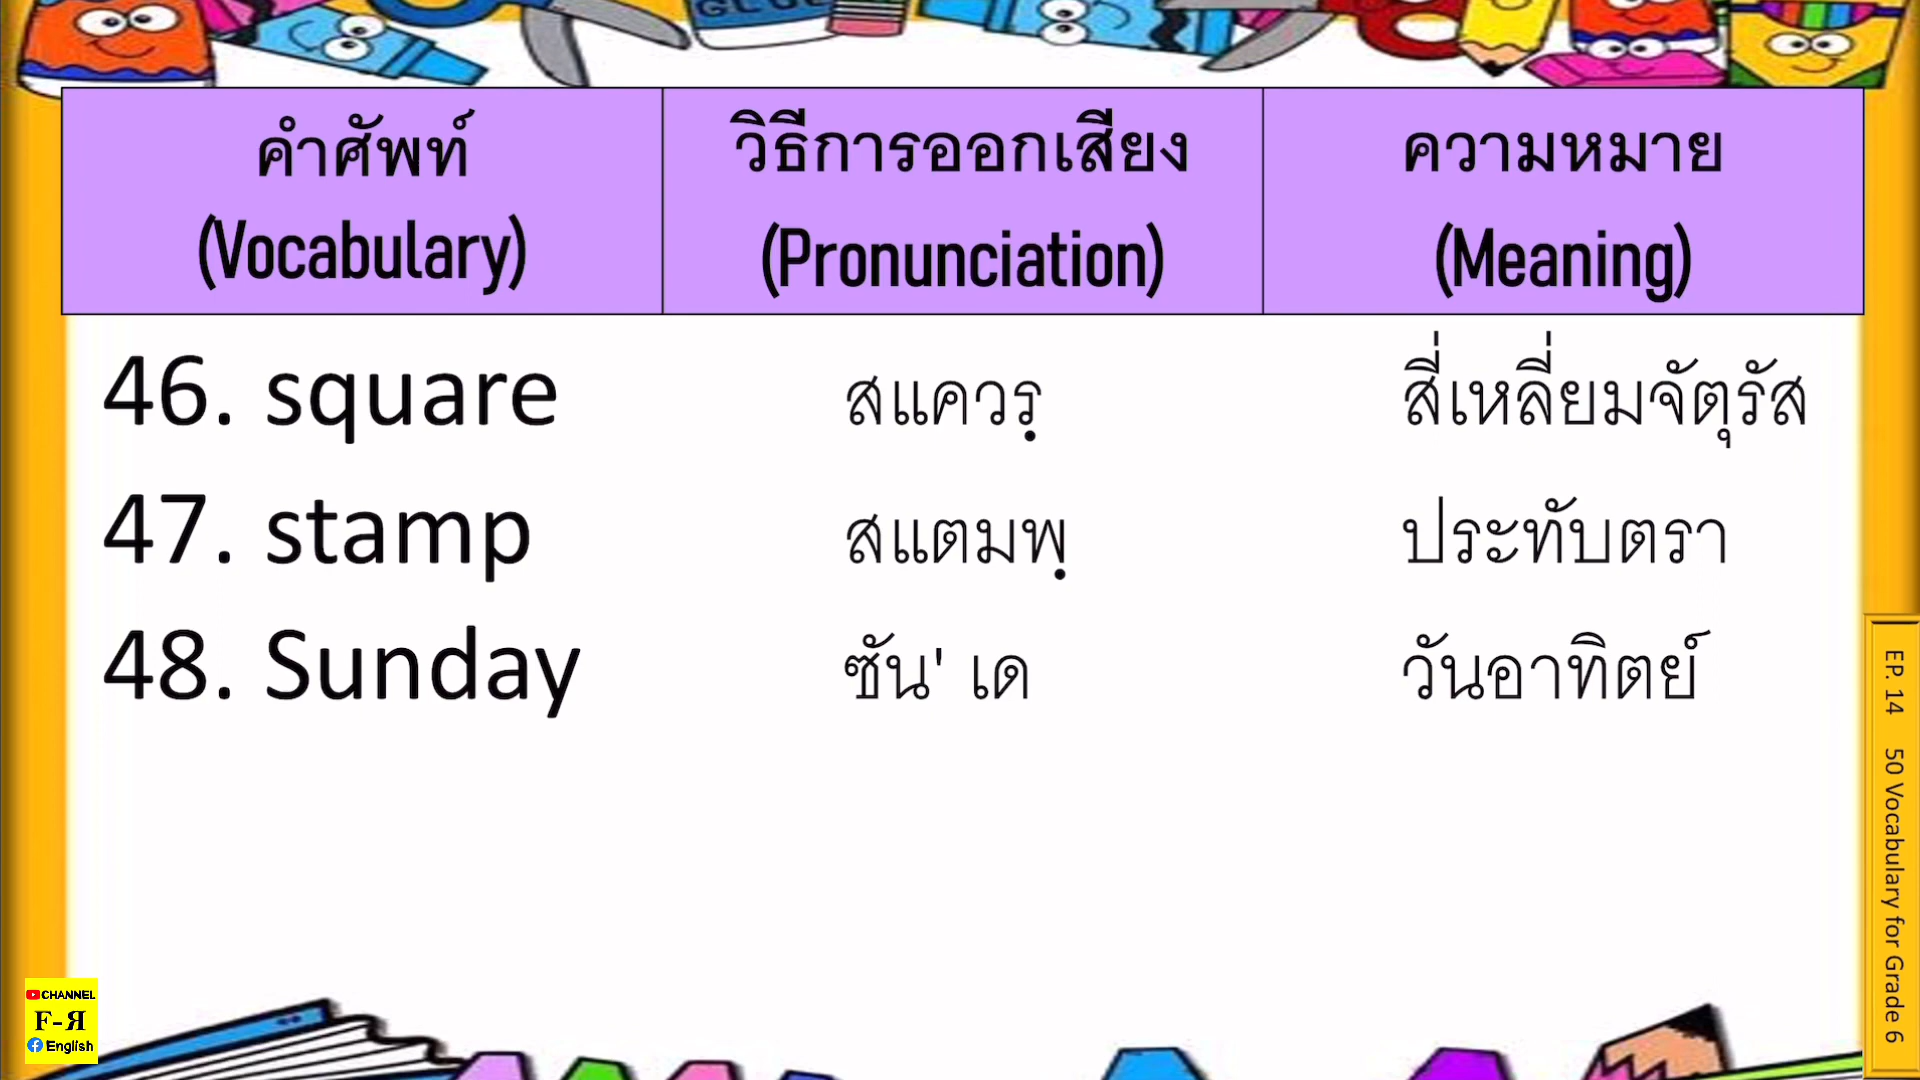 GLUE
คำศัพท์ วิธีการออกเสียง ความหมาย
(Vocabulary) (Pronunciation) (Meaning)
46. square สแควรฺ สี่เหลี่ยมจัตุรัส
47. stamp สแตมพฺ ประทับตรา
48. Sunday ซัน' เด วันอาทิตย์
EP. 14 50 Vocabulary for Grade 6
CHANNEL
F-Я
English